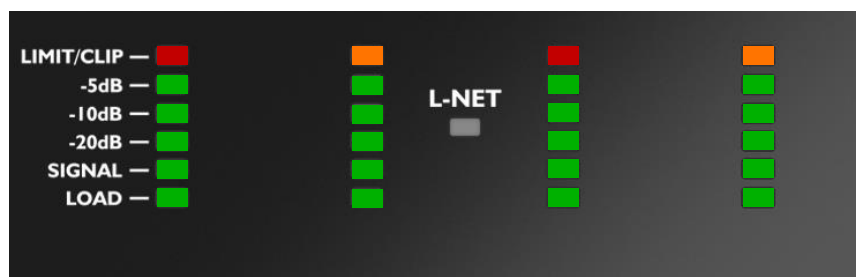 LIMIT/CLIP —
-5dB —
-10dB —
-20dB —
SIGNAL —
LOAD —
L-NET